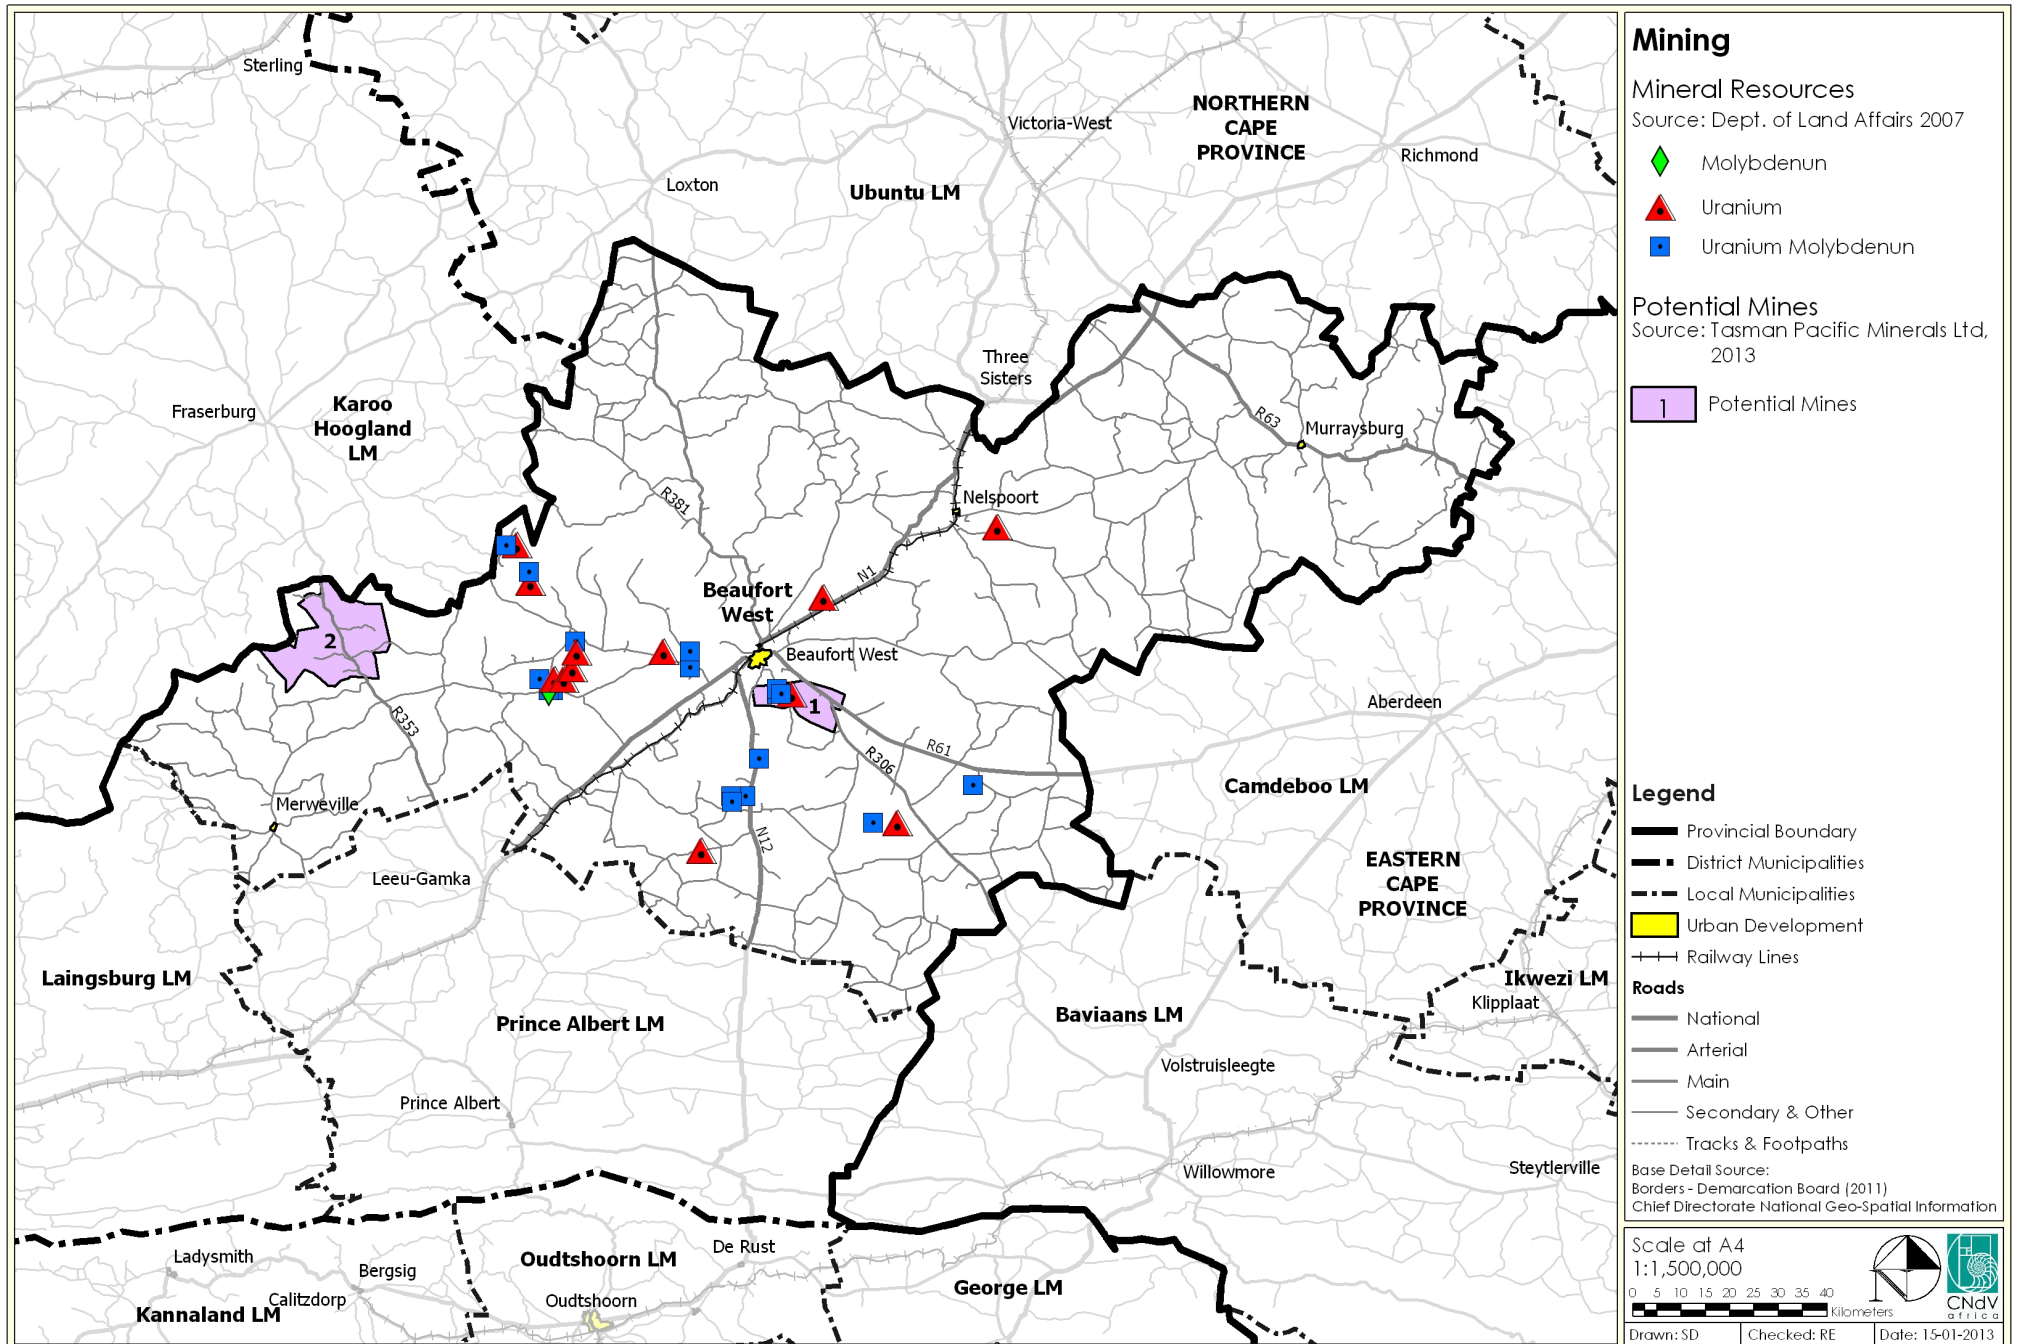 Sterling
Victoria-West
NORTHERN
CAPE
PROVINCE
Richmond
Loxton
Ubuntu LM
Three
Sisters
Fraserburg
Karoo
Hoogland
LM
R63
Murraysburg
R381
Nelspoort
N1
Beaufort
West
Beaufort West
2
1
R353
R61
R306
Aberdeen
Camdeboo LM
Merweville
N12
Leeu-Gamka
EASTERN
CAPE
PROVINCE
Laingsburg LM
Ikwezi LM
Klipplaat
Prince Albert LM
Baviaans LM
Volstruisleegte
Prince Albert
Willowmore
Steytlerville
Ladysmith
Bergsig
Oudtshoorn LM
De Rust
Calitzdorp
Kannaland LM
Oudtshoorn
George LM
Mining
Mineral Resources
Source: Dept. of Land Affairs 2007
Molybdenun
Uranium
Uranium Molybdenun
Potential Mines
Source: Tasman Pacific Minerals Ltd,
2013
1 Potential Mines
Legend
Provincial Boundary
District Municipalities
Local Municipalities
Urban Development
Railway Lines
Roads
National
Arterial
Main
Secondary & Other
Tracks & Footpaths
Base Detail Source:
Borders - Demarcation Board (2011)
Chief Directorate National Geo-Spatial Information
Scale at A4
1:1,500,000
0 5 10 15 20 25 30 35 40
Kilometers
CNdV
africa
Drawn: SD Checked: RE Date: 15-01-2013